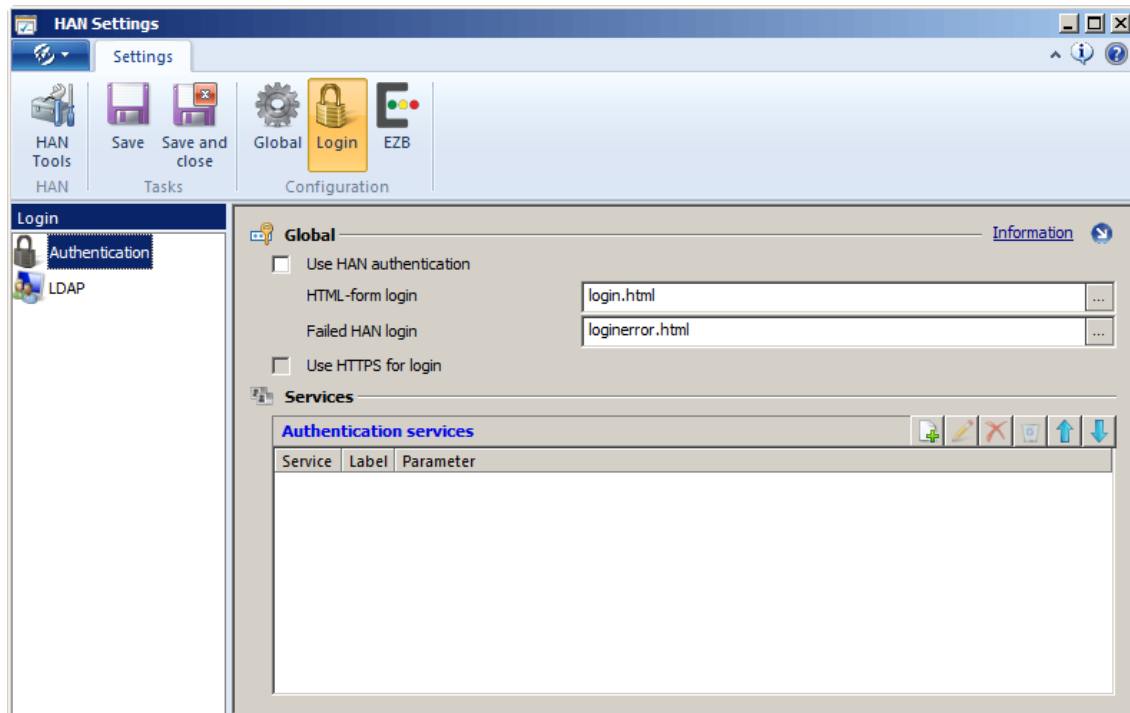 HAN Settings
Settings
HAN Tools
Save
Save and close
Global
Login
EZB
HAN
Tasks
Configuration
Login
Authentication
LDAP
Global
Information
Use HAN authentication
HTML-form login
login.html
...
Failed HAN login
loginerror.html
...
Use HTTPS for login
Services
Authentication services
Service Label Parameter